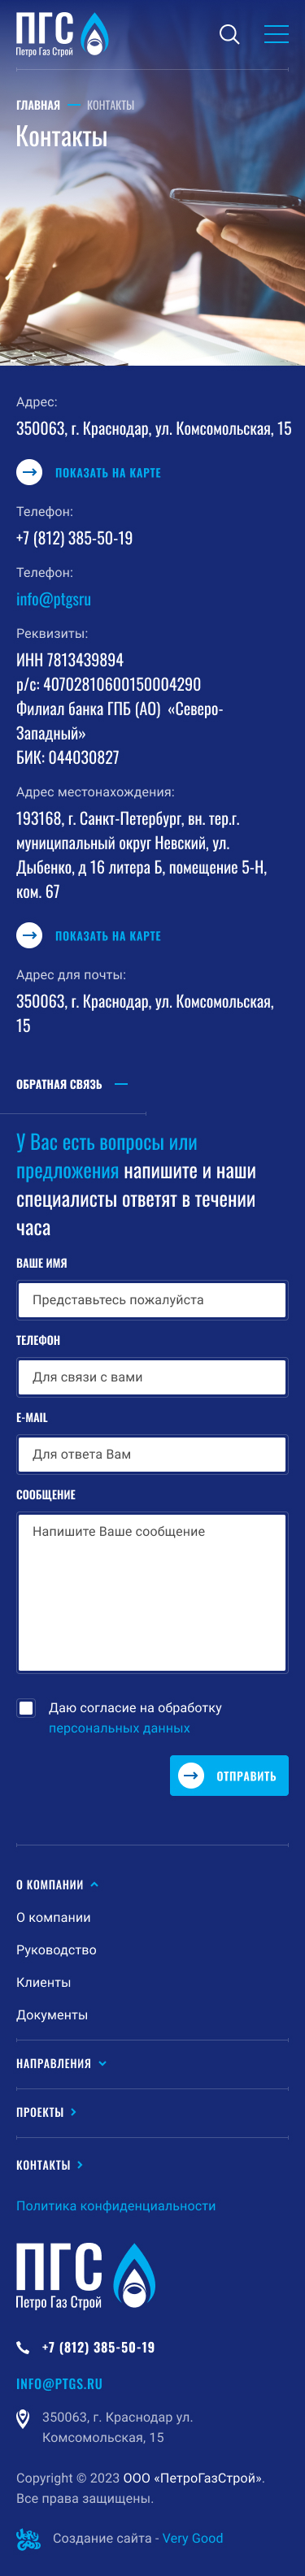 ПГС
Петро Газ Строй
ГЛАВНАЯ
КОНТАКТЫ
Контакты
Адрес:
350063, г. Краснодар, ул. Комсомольская, 15
ПОКАЗАТЬ НА КАРТЕ
Телефон:
+7 (812) 385-50-19
Телефон:
info@ptgsru
Реквизиты:
ИНН 7813439894
р/с: 40702810600150004290
Филиал банка ГПБ (АО) «Северо-
Западный»
БИК: 044030827
Адрес местонахождения:
193168, г. Санкт-Петербург, вн. тер.г.
муниципальный округ Невский, ул.
Дыбенко, д 16 литера Б, помещение 5-Н,
ком. 67
ПОКАЗАТЬ НА КАРТЕ
Адрес для почты:
350063, г. Краснодар, ул. Комсомольская,
15
ОБРАТНАЯ СВЯЗЬ
У Вас есть вопросы или
предложения напишите и наши
специалисты ответят в течении
часа
ВАШЕ ИМЯ
Представьтесь пожалуйста
ТЕЛЕФОН
Для связи с вами
E-MAIL
Для ответа Вам
СООБЩЕНИЕ
Напишите Ваше сообщение
Даю согласие на обработку
персональных данных
ОТПРАВИТЬ
О КОМПАНИИ
О компании
Руководство
Клиенты
Документы
НАПРАВЛЕНИЯ
ПРОЕКТЫ
КОНТАКТЫ
Политика конфиденциальности
ПГС
Петро Газ Строй
+7 (812) 385-50-19
INFO@PTGS.RU
350063, г. Краснодар ул.
Комсомольская, 15
Copyright © 2023 ООО «ПетроГазСтрой».
Все права защищены.
Создание сайта - Very Good